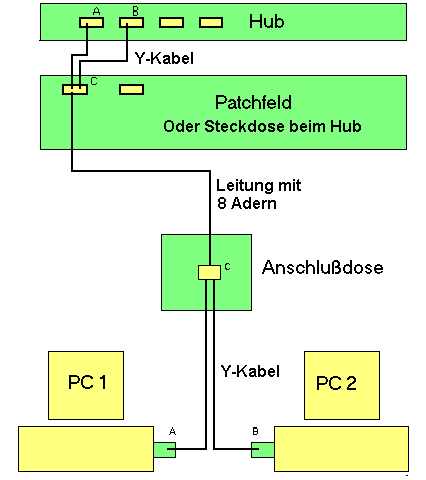 A
B
Hub
Y-Kabel
C
Patchfeld
Oder Steckdose beim Hub
Leitung mit
8 Adern
C
Anschlußdose
PC 1
Y-Kabel
PC 2
A
B